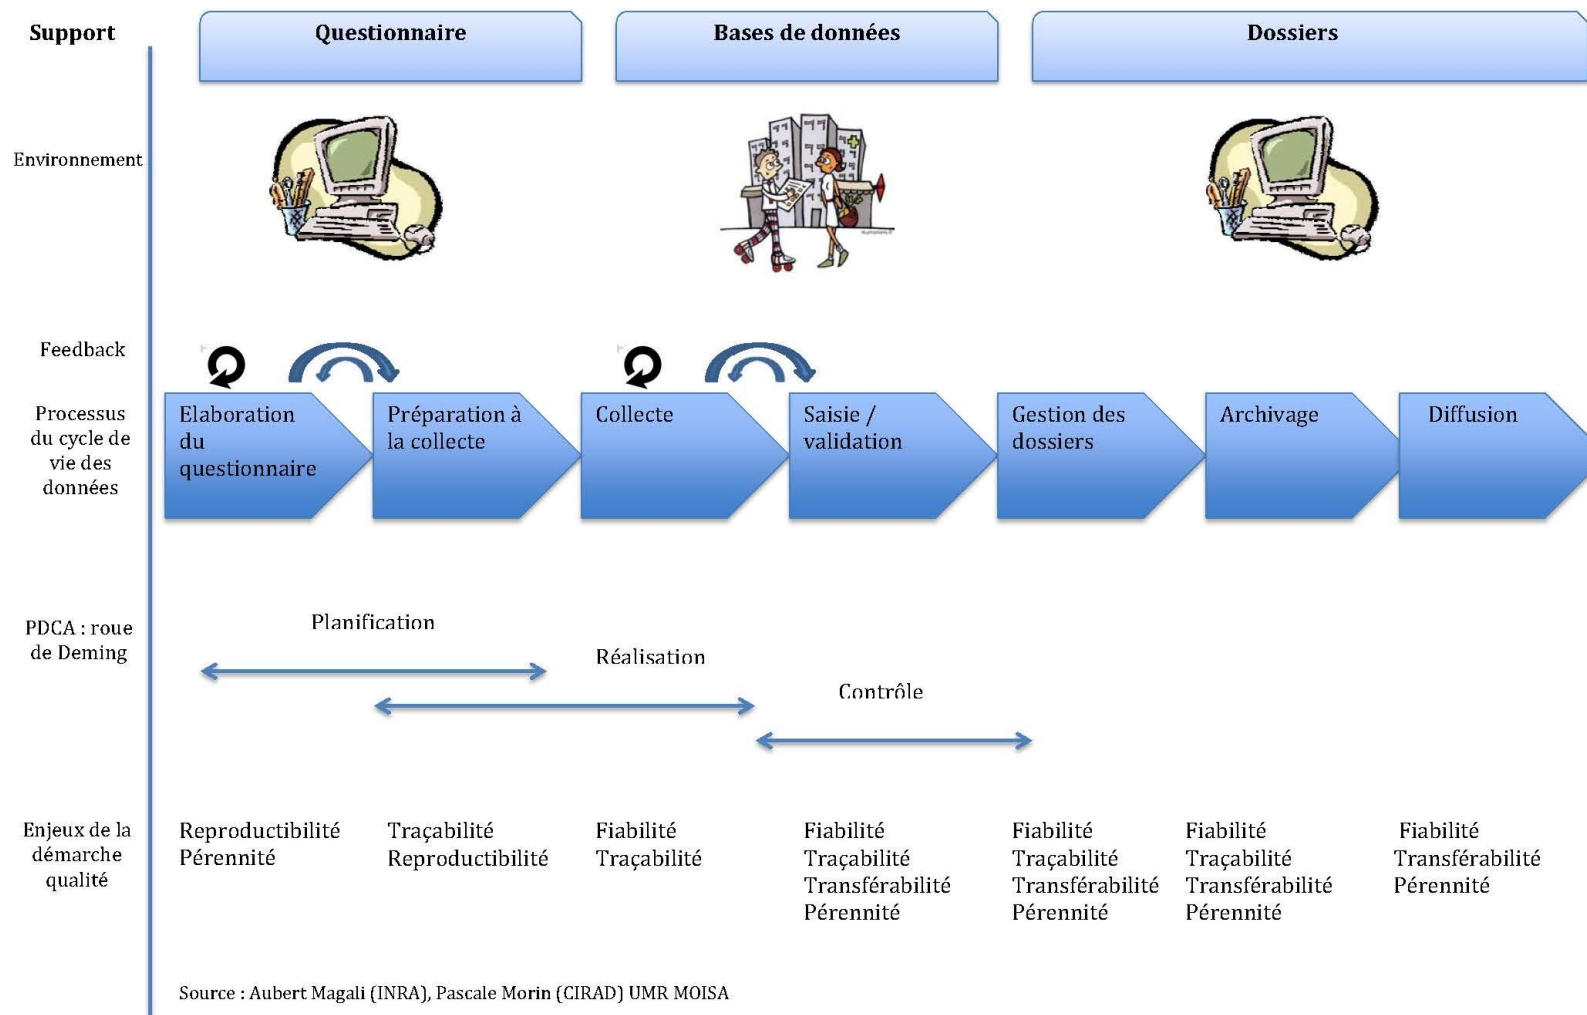 Support
Questionnaire
Bases de données
Dossiers
Environnement
Feedback
Processus
du cycle de
vie des
données
Elaboration
du
questionnaire
Préparation à
la collecte
Collecte
Saisie /
validation
Gestion des
dossiers
Archivage
Diffusion
PDCA : roue
de Deming
Planification
Réalisation
Contrôle
Enjeux de la
démarche
qualité
Reproductibilité
Pérennité
Traçabilité
Reproductibilité
Fiabilité
Traçabilité
Fiabilité
Traçabilité
Transférabilité
Pérennité
Fiabilité
Traçabilité
Transférabilité
Pérennité
Fiabilité
Traçabilité
Transférabilité
Pérennité
Fiabilité
Transférabilité
Pérennité
Source : Aubert Magali (INRA), Pascale Morin (CIRAD) UMR MOISA